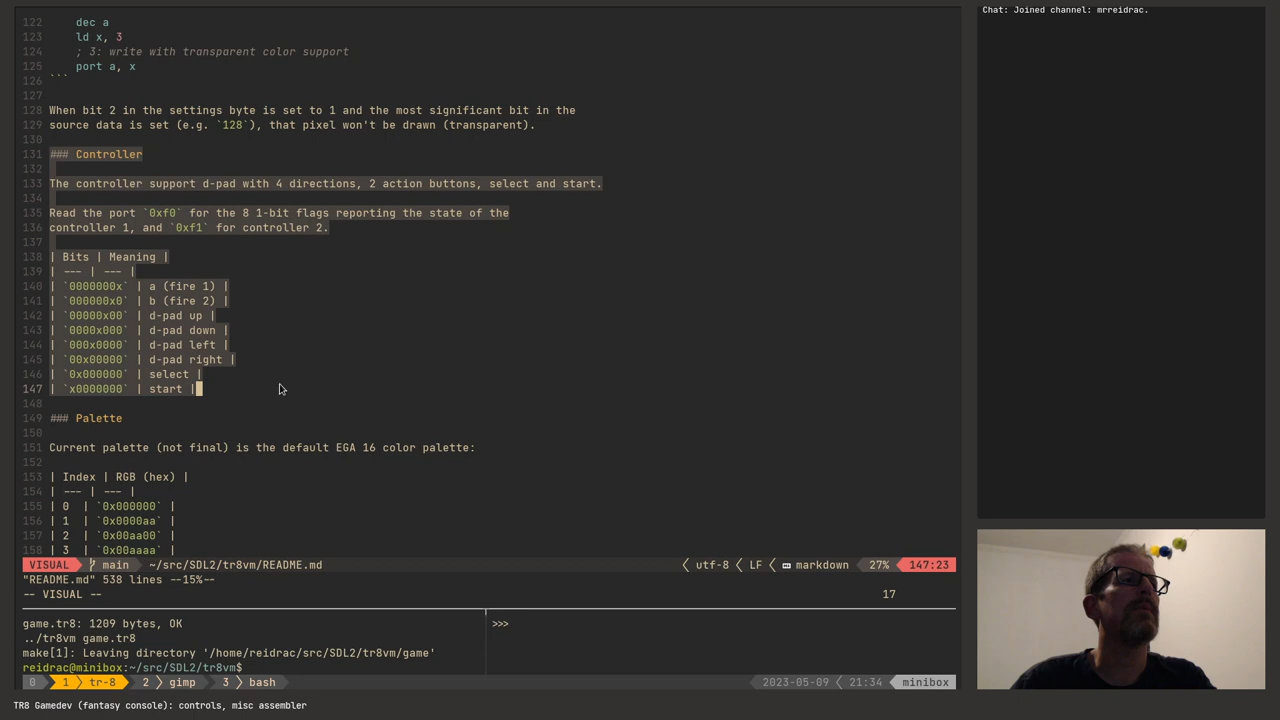 122     dec a
123     ld x, 3
124     ; 3: write with transparent color support
125     port a, x
126 ```
127
128 When bit 2 in the settings byte is set to 1 and the most significant bit in the
129 source data is set (e.g. `128`), that pixel won't be drawn (transparent).
130
131 ### Controller
132
133 The controller support d-pad with 4 directions, 2 action buttons, select and start.
134
135 Read the port `0xf0` for the 8 1-bit flags reporting the state of the
136 controller 1, and `0xf1` for controller 2.
137
138 | Bits | Meaning |
139 | --- | --- |
140 | `0000000x` | a (fire 1) |
141 | `000000x0` | b (fire 2) |
142 | `00000x00` | d-pad up |
143 | `0000x000` | d-pad down |
144 | `000x0000` | d-pad left |
145 | `00x00000` | d-pad right |
146 | `0x000000` | select |
147 | `x0000000` | start |
148
149 ### Palette
150
151 Current palette (not final) is the default EGA 16 color palette:
152
153 | Index | RGB (hex) |
154 | --- | --- |
155 | 0  | `0x000000` |
156 | 1  | `0x0000aa` |
157 | 2  | `0x00aa00` |
158 | 3  | `0x00aaaa` |
VISUAL main ~/src/SDL2/tr8vm/README.md utf-8 LF markdown 27% 147:23
"README.md" 538 lines --15%--
-- VISUAL -- 17
game.tr8: 1209 bytes, OK
../tr8vm game.tr8
make[1]: Leaving directory '/home/reidrac/src/SDL2/tr8vm/game'
reidrac@minibox:~/src/SDL2/tr8vm$
>>>
0 1 tr-8 2 gimp 3 bash 2023-05-09 21:34 minibox
TR8 Gamedev (fantasy console): controls, misc assembler
Chat: Joined channel: mrreidrac.